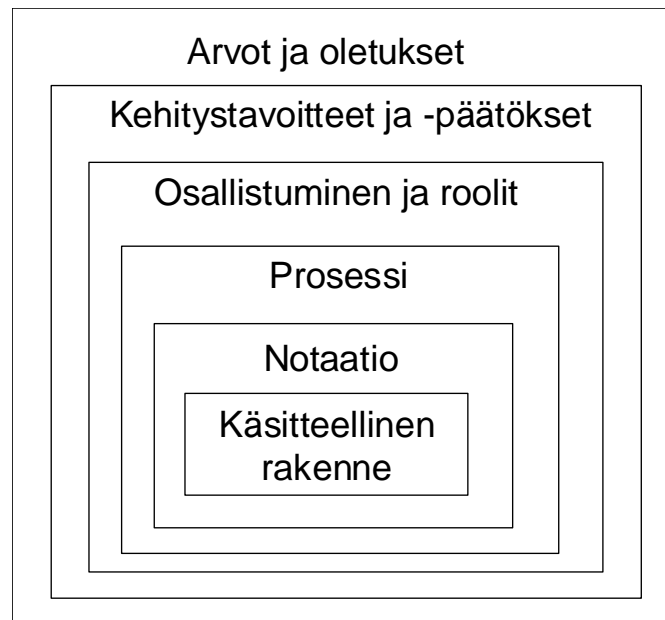 Arvot ja oletukset
Kehitystavoitteet ja -päätökset
Osallistuminen ja roolit
Prosessi
Notaatio
Käsitteellinen
rakenne